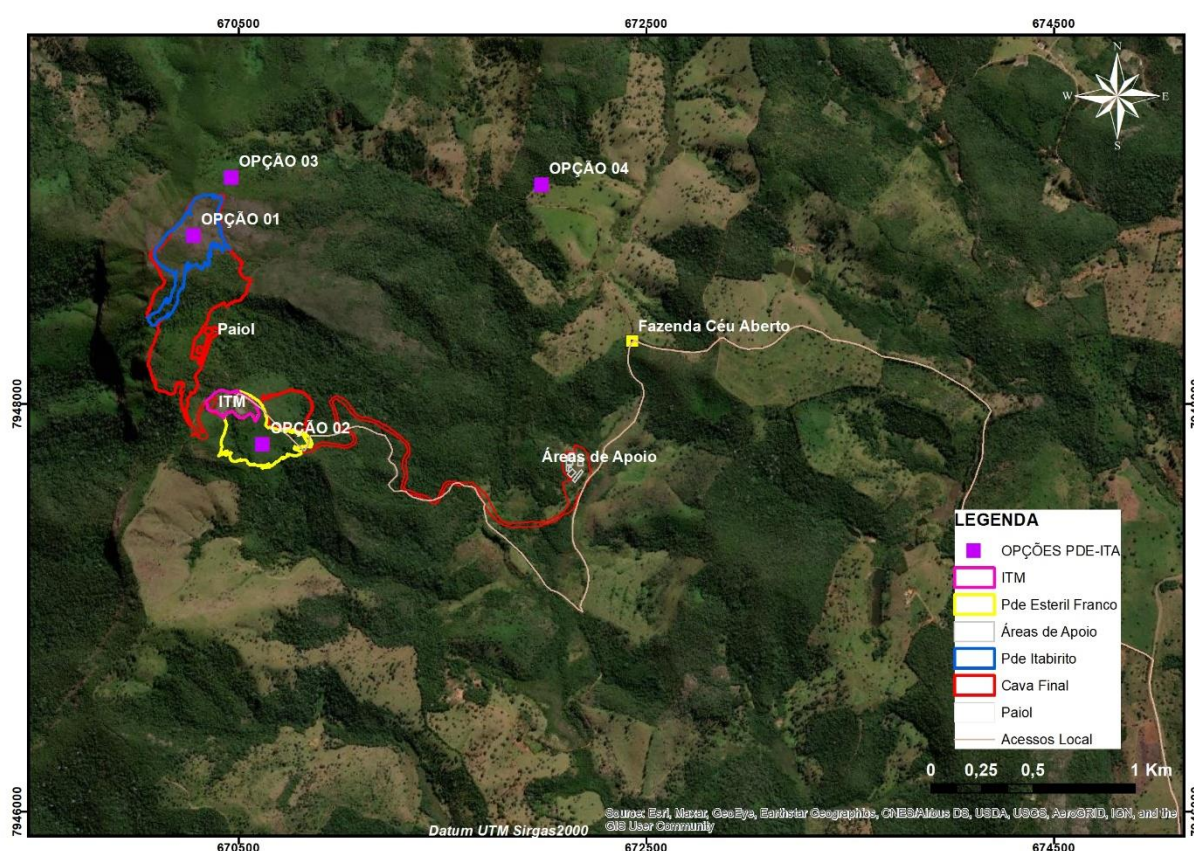 670500
672500
674500
N
W
E
S
OPÇÃO 03
OPÇÃO 04
OPÇÃO 01
Fazenda Céu Aberto
Paiol
7948000
ITM
OPÇÃO 02
Áreas de Apoio
LEGENDA
OPÇÕES PDE-ITA
ITM
Pde Esteril Franco
Áreas de Apoio
Pde Itabirito
Cava Final
Paiol
Acessos Local
0 0,25 0,5 1 Km
7946000
Source: Esri, Maxar, GeoEye, Earthstar Geographics, CNES/Airbus DS, USDA, USGS, AeroGRID, IGN, and the
GIS User Community
Datum UTM Sirgas2000
670500
672500
674500